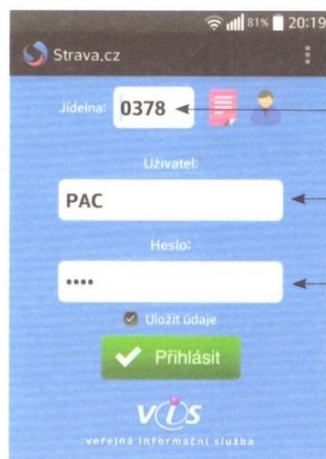 81% 20:19
Strava.cz
Jídelna: 0378
Uživatel:
PAC
Heslo:
••••
Uložit údaje
Přihlásit
VIS
veřejná informační služba